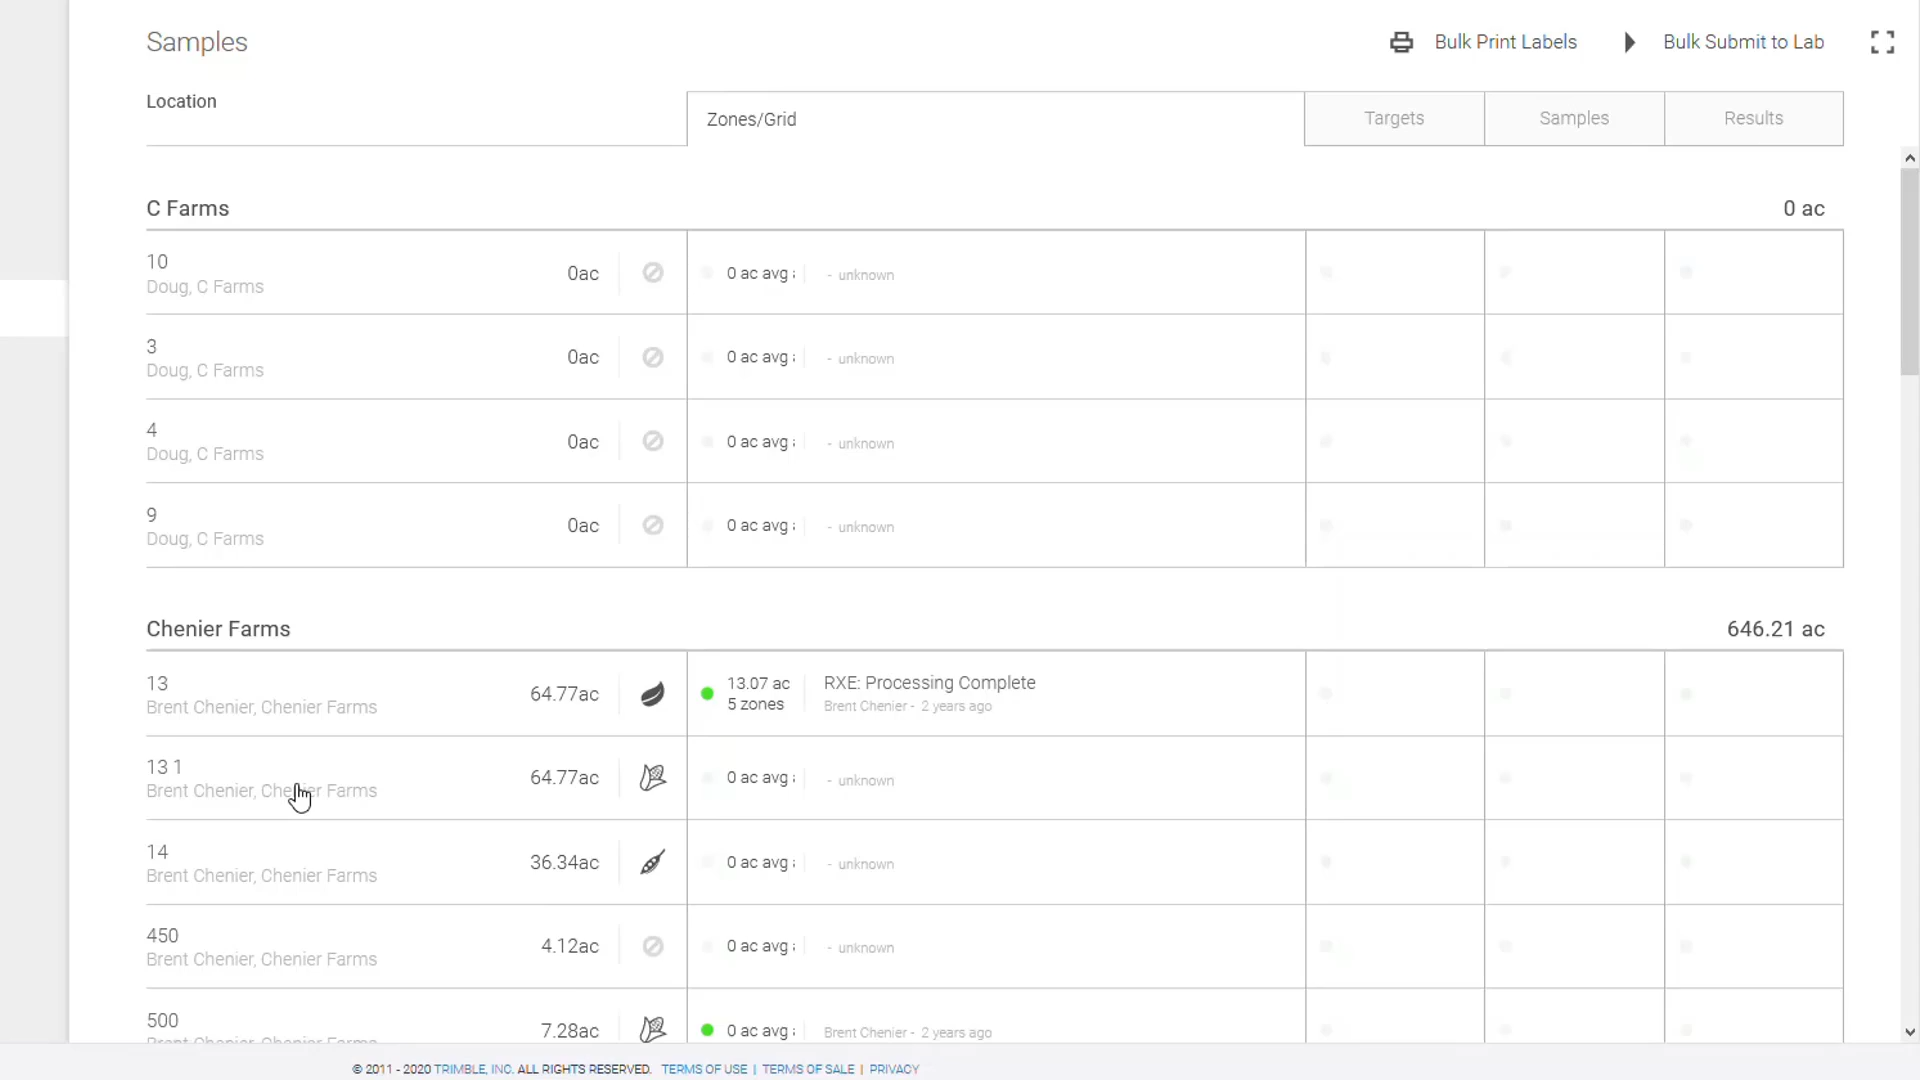 Samples
Bulk Print Labels
Bulk Submit to Lab
Location
Zones/Grid
Targets
Samples
Results
C Farms
0 ac
10
Doug, C Farms
0ac
0 ac avg
- unknown
3
Doug, C Farms
0ac
0 ac avg
- unknown
4
Doug, C Farms
0ac
0 ac avg
- unknown
9
Doug, C Farms
0ac
0 ac avg
- unknown
Chenier Farms
646.21 ac
13
Brent Chenier, Chenier Farms
64.77ac
13.07 ac
5 zones
RXE: Processing Complete
Brent Chenier - 2 years ago
13 1
Brent Chenier, Chenier Farms
64.77ac
0 ac avg
- unknown
14
Brent Chenier, Chenier Farms
36.34ac
0 ac avg
- unknown
450
Brent Chenier, Chenier Farms
4.12ac
0 ac avg
- unknown
500
Brent Chenier, Chenier Farms
7.28ac
0 ac avg
Brent Chenier - 2 years ago
© 2011 - 2020 TRIMBLE, INC. ALL RIGHTS RESERVED. TERMS OF USE | TERMS OF SALE | PRIVACY